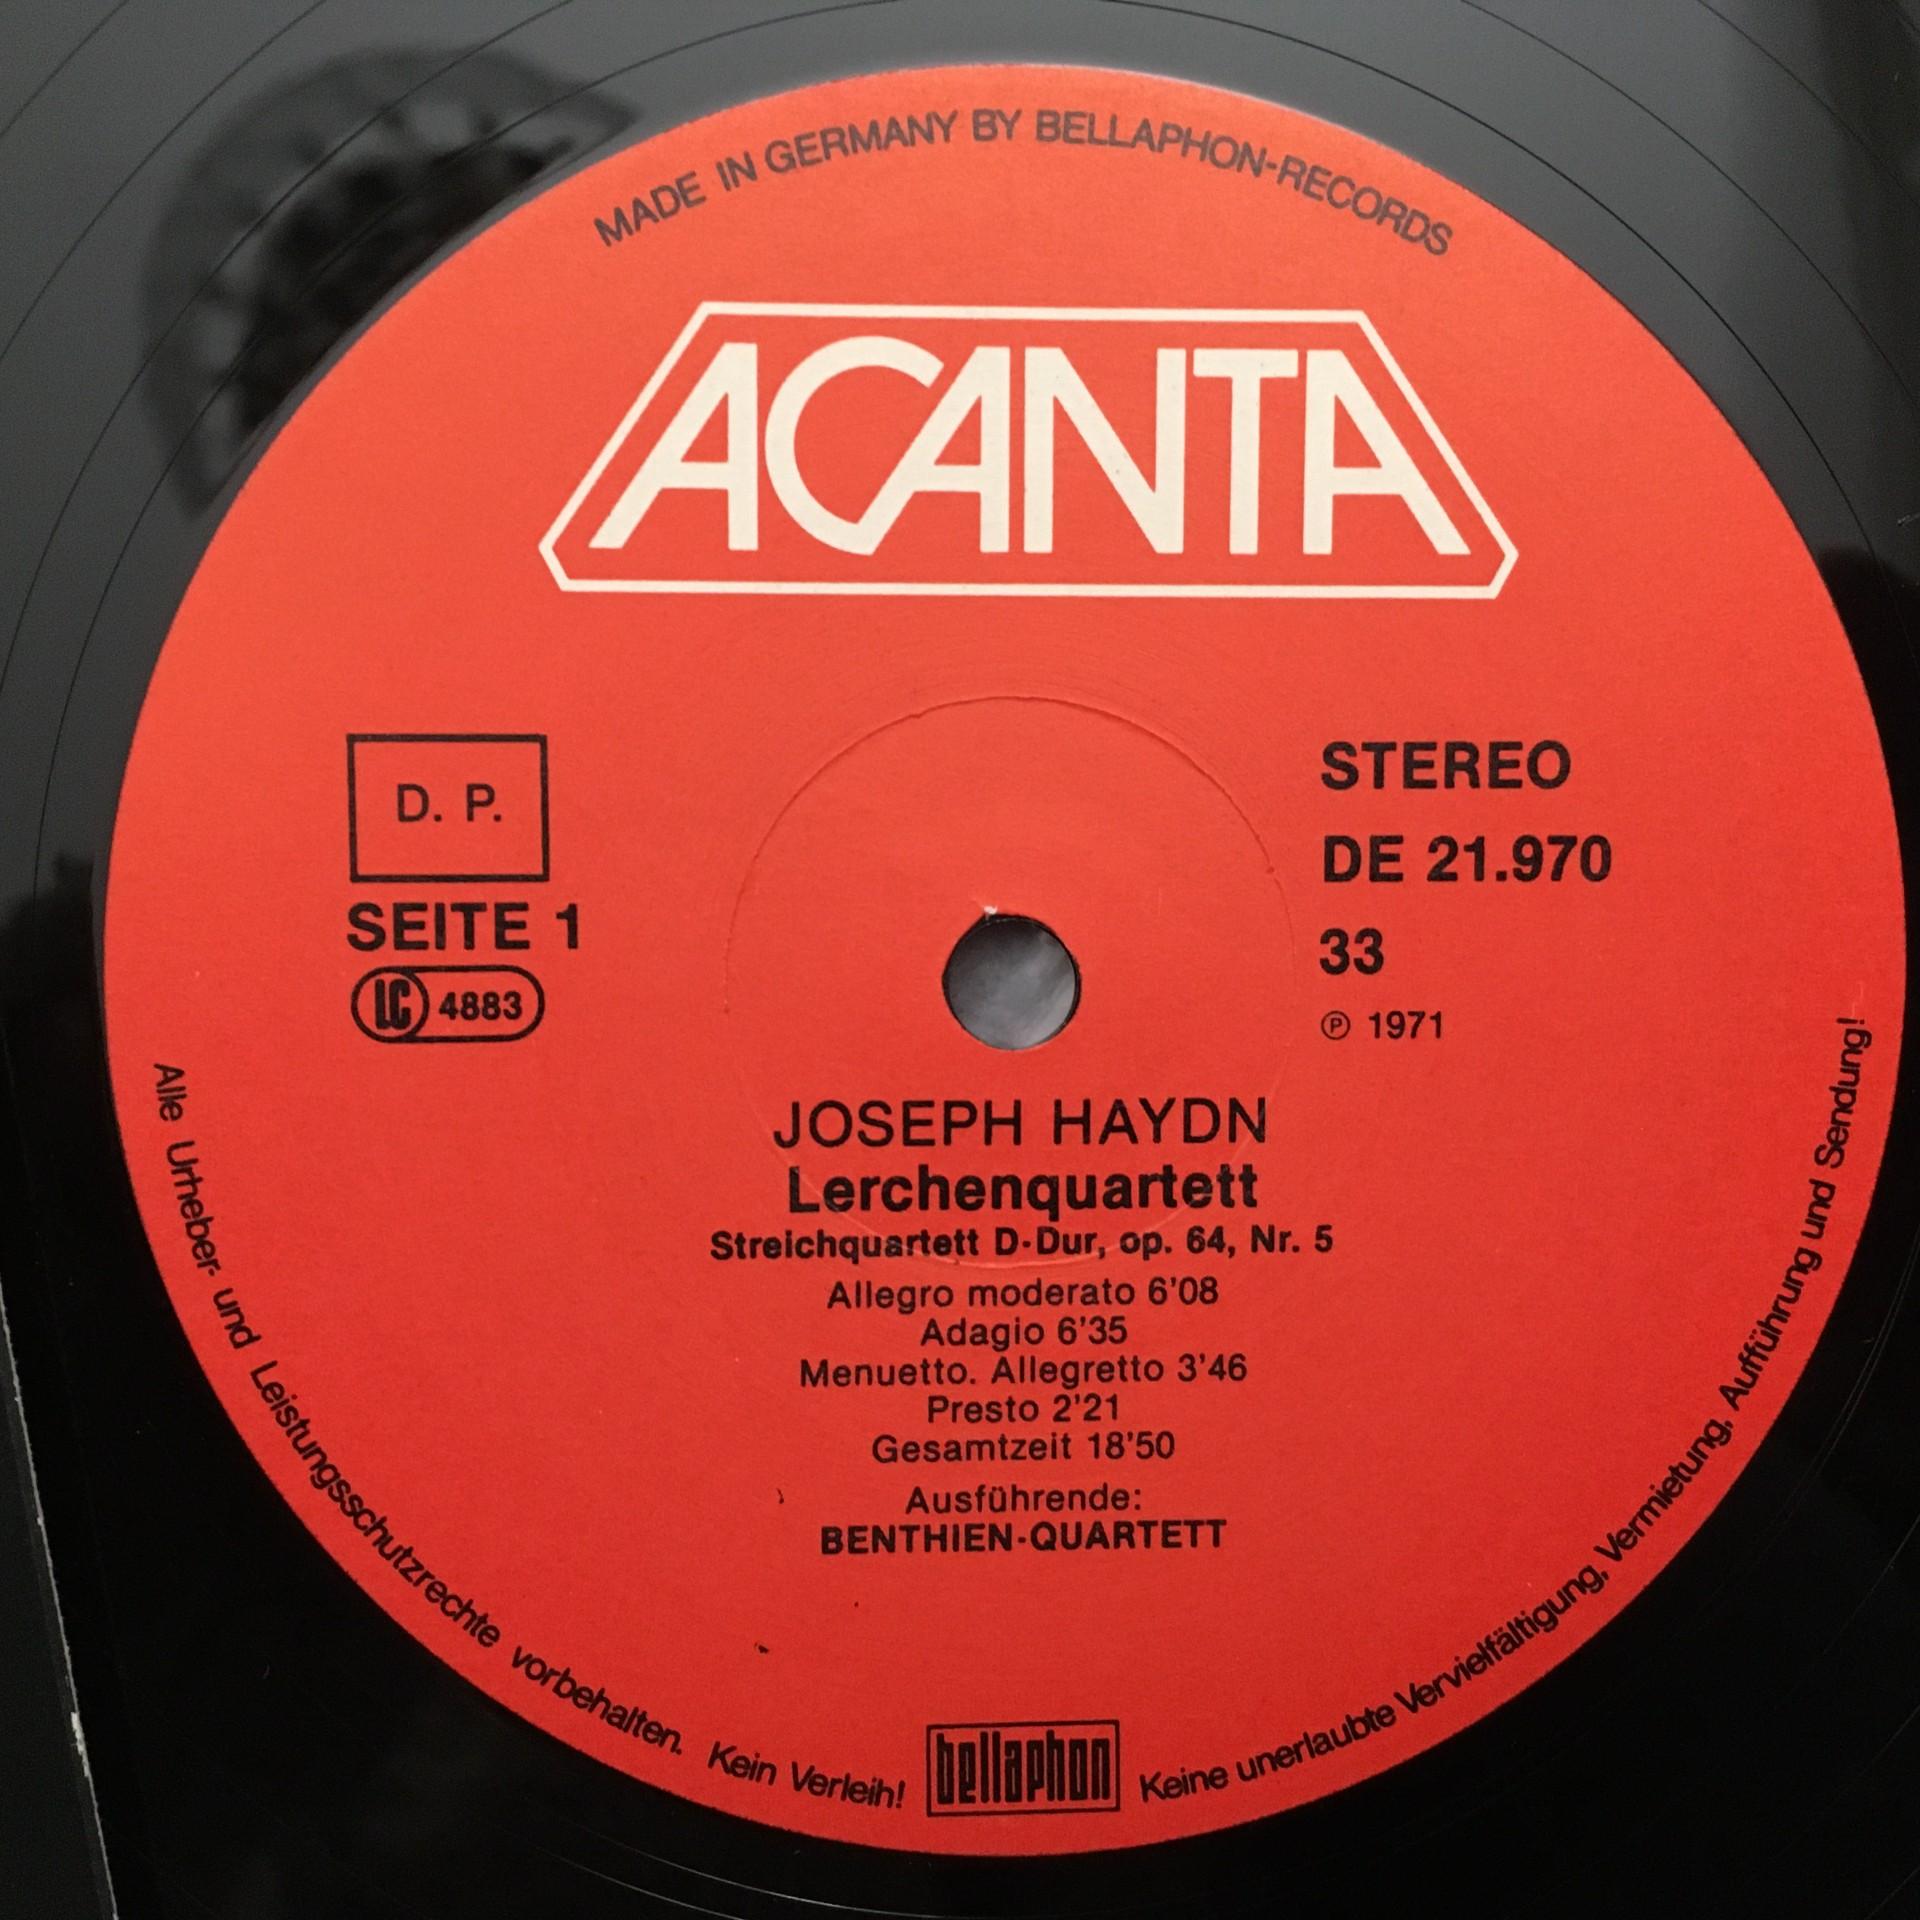 MADE IN GERMANY BY BELLAPHON-RECORDS
ACANTA
D. P.
SEITE 1
LC 4883
STEREO
DE 21.970
33
℗ 1971
JOSEPH HAYDN
Lerchenquartett
Streichquartett D-Dur, op. 64, Nr. 5
Allegro moderato 6'08
Adagio 6'35
Menuetto. Allegretto 3'46
Presto 2'21
Gesamtzeit 18'50
Ausführende:
BENTHIEN-QUARTETT
Alle Urheber- und Leistungsschutzrechte vorbehalten. Kein Verleih!
bellaphon
Keine unerlaubte Vervielfältigung, Vermietung, Aufführung und Sendung!